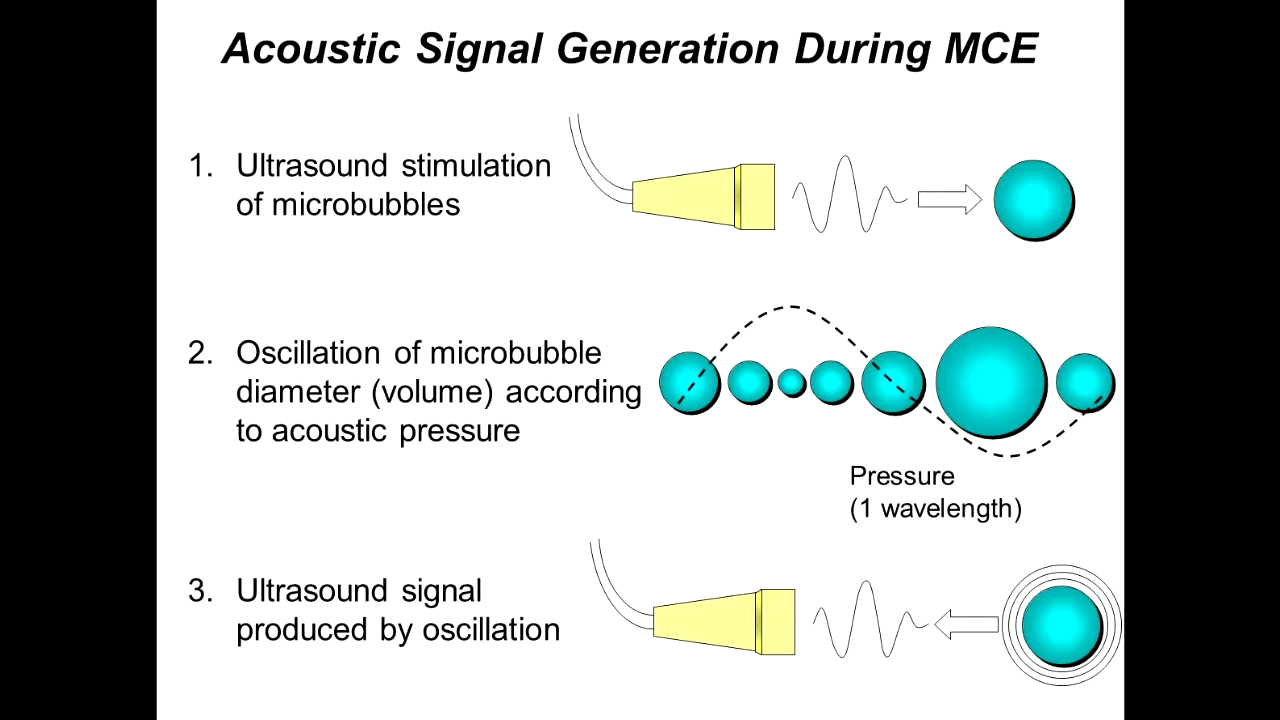 Acoustic Signal Generation During MCE
1. Ultrasound stimulation
of microbubbles
2. Oscillation of microbubble
diameter (volume) according
to acoustic pressure
Pressure
(1 wavelength)
3. Ultrasound signal
produced by oscillation